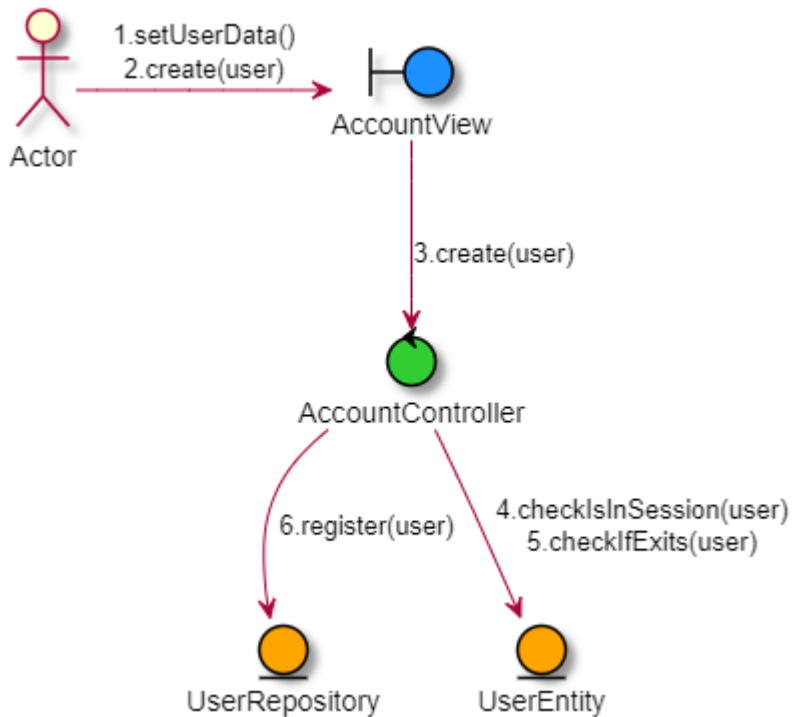 1.setUserData()
2.create(user)
Actor
AccountView
3.create(user)
AccountController
6.register(user)
4.checkIsInSession(user)
5.checkIfExits(user)
UserRepository
UserEntity